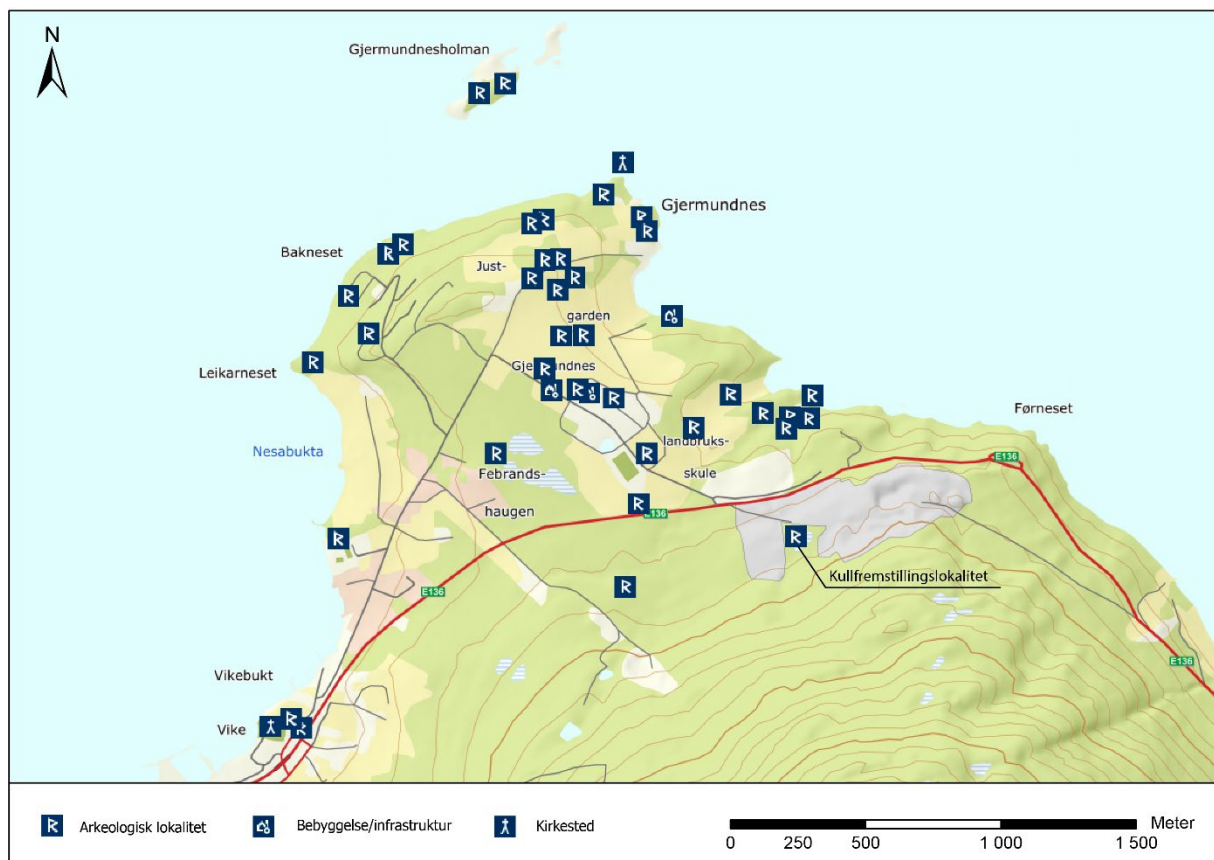 N
Gjermundnesholman
Gjermundnes
Bakneset
Just-
garden
Leikarneset
Gjermundnes
Førneset
Nesabukta
landbruks-
skule
E136
Febrands-
haugen
E136
Kullfremstillingslokalitet
E136
Vikebukt
E136
Vike
Arkeologisk lokalitet
Bebyggelse/infrastruktur
Kirkested
Meter
0 250 500 1 000 1 500